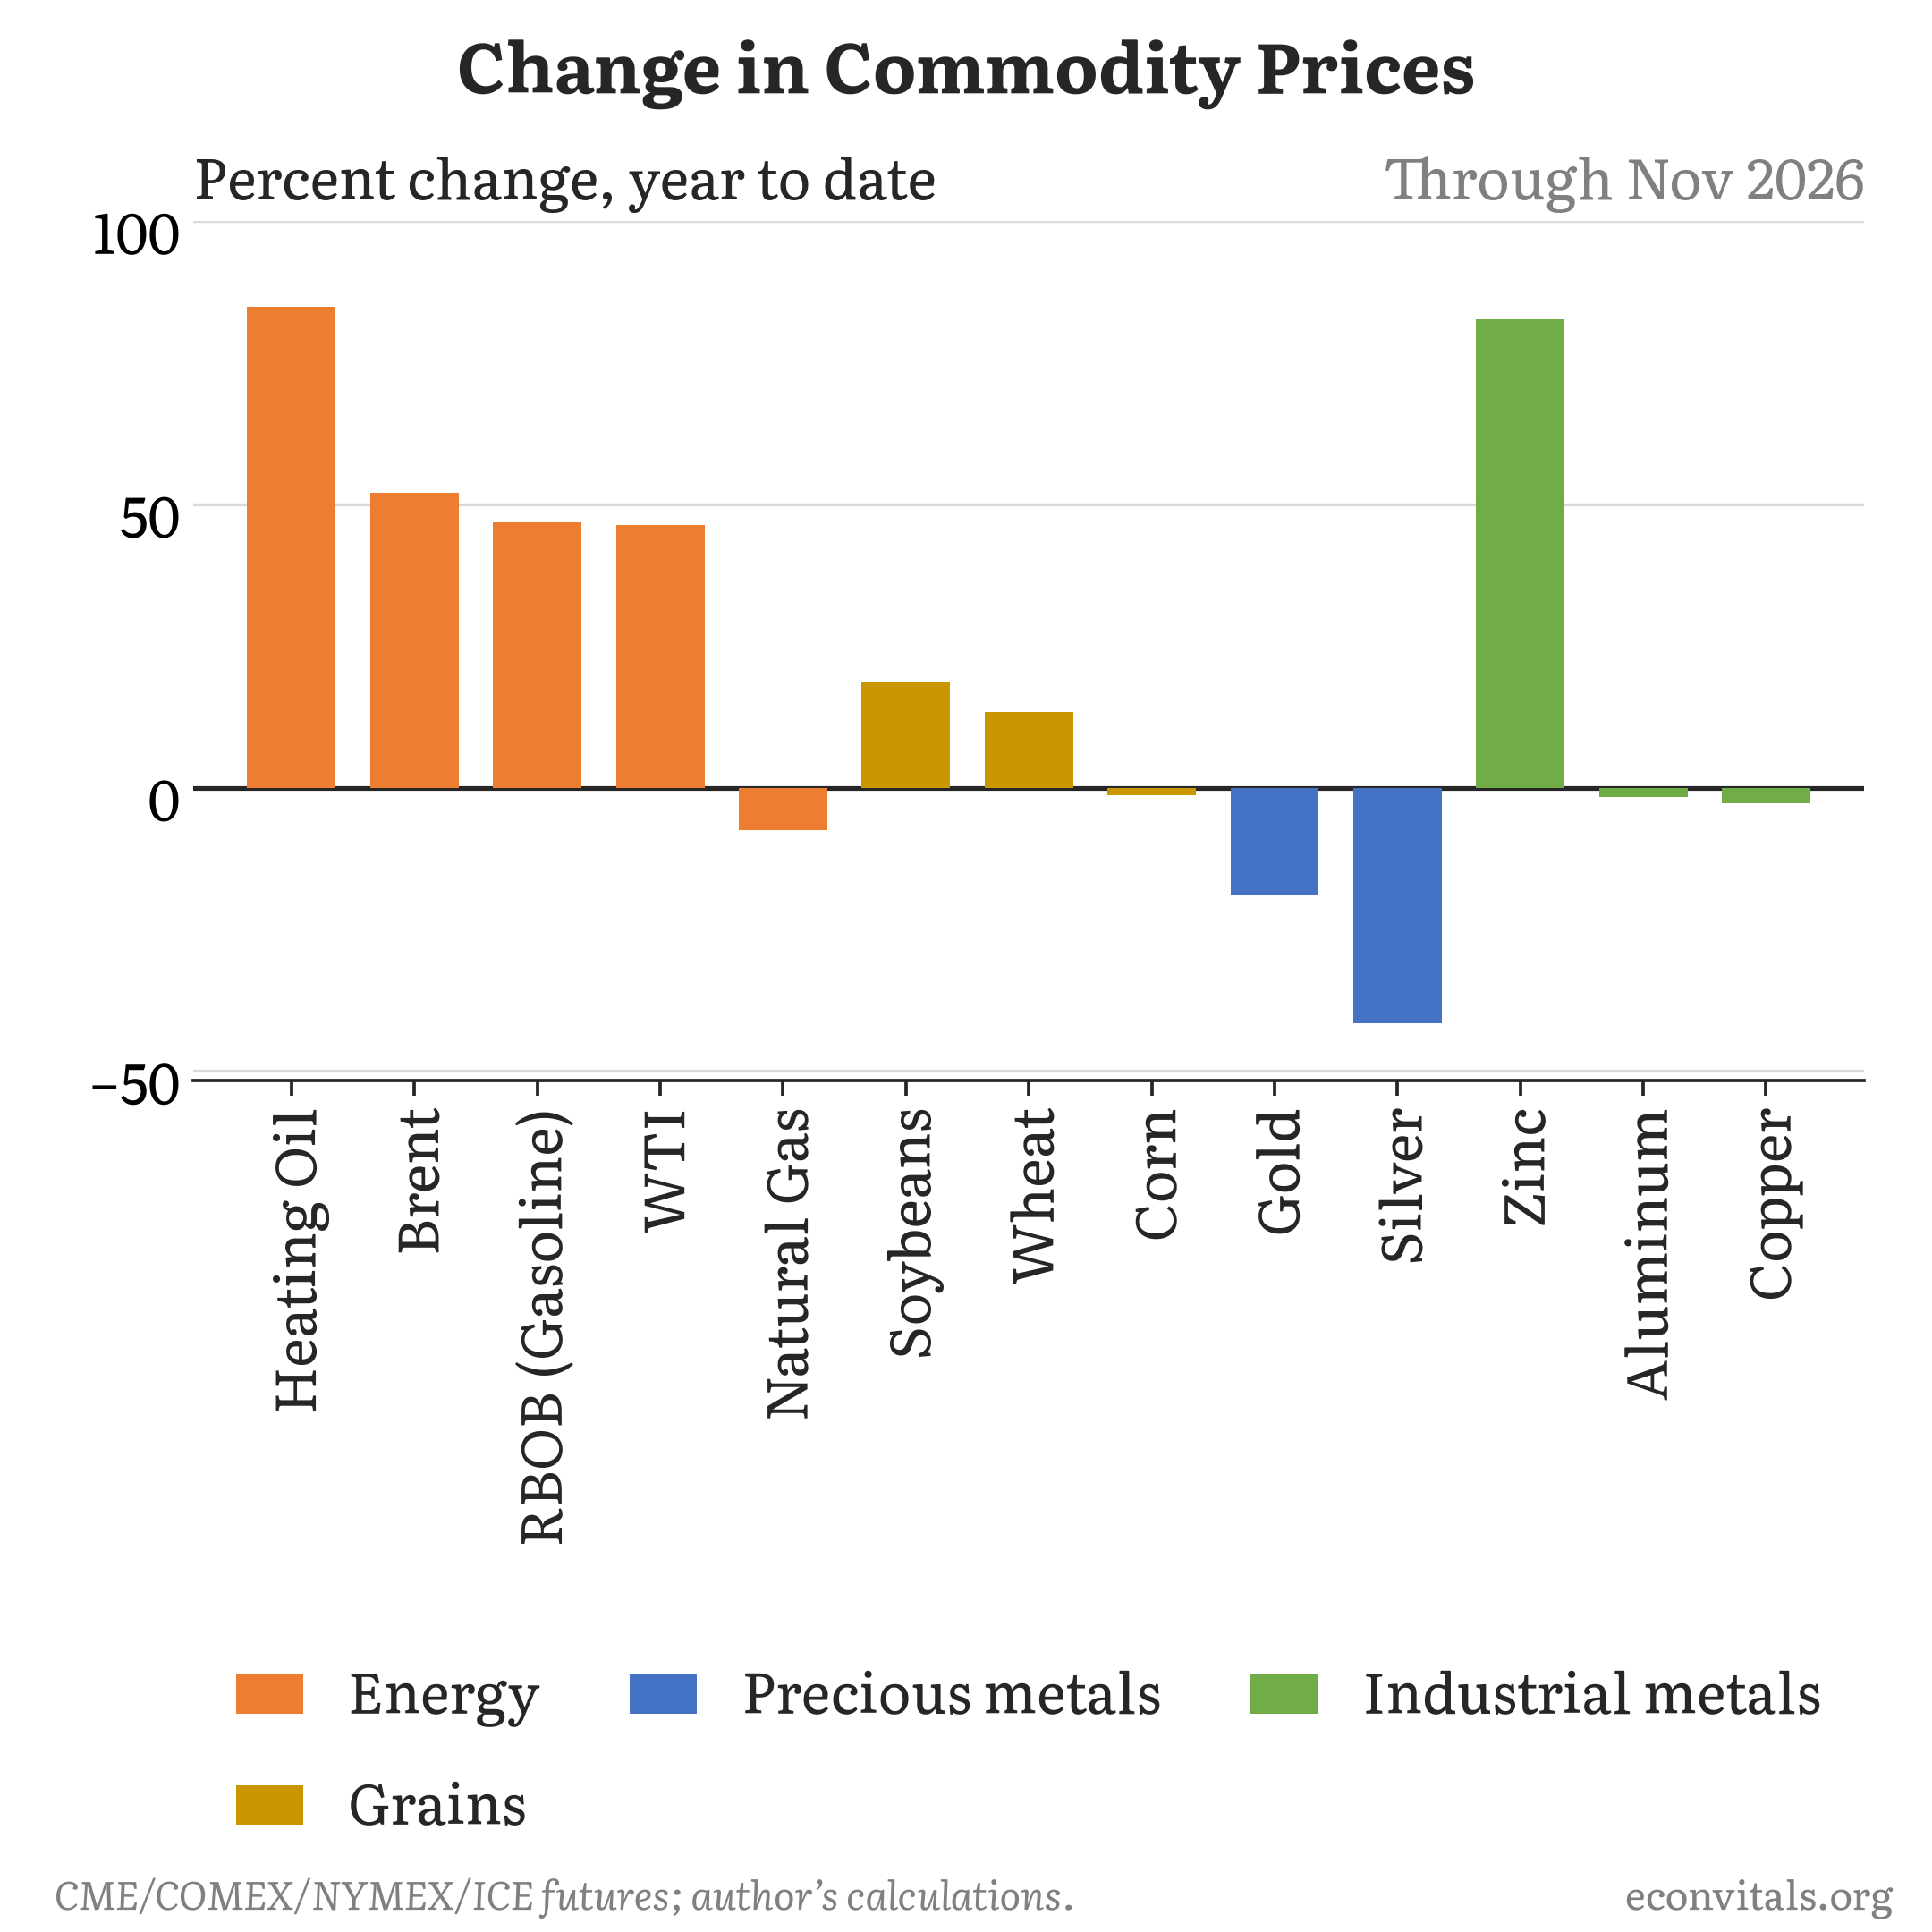 Change in Commodity Prices
Percent change, year to date
Through Nov 2026
100
50
0
−50
Heating Oil
Brent
RBOB (Gasoline)
WTI
Natural Gas
Soybeans
Wheat
Corn
Gold
Silver
Zinc
Aluminum
Copper
Energy
Precious metals
Industrial metals
Grains
CME/COMEX/NYMEX/ICE futures; author’s calculations.
econvitals.org